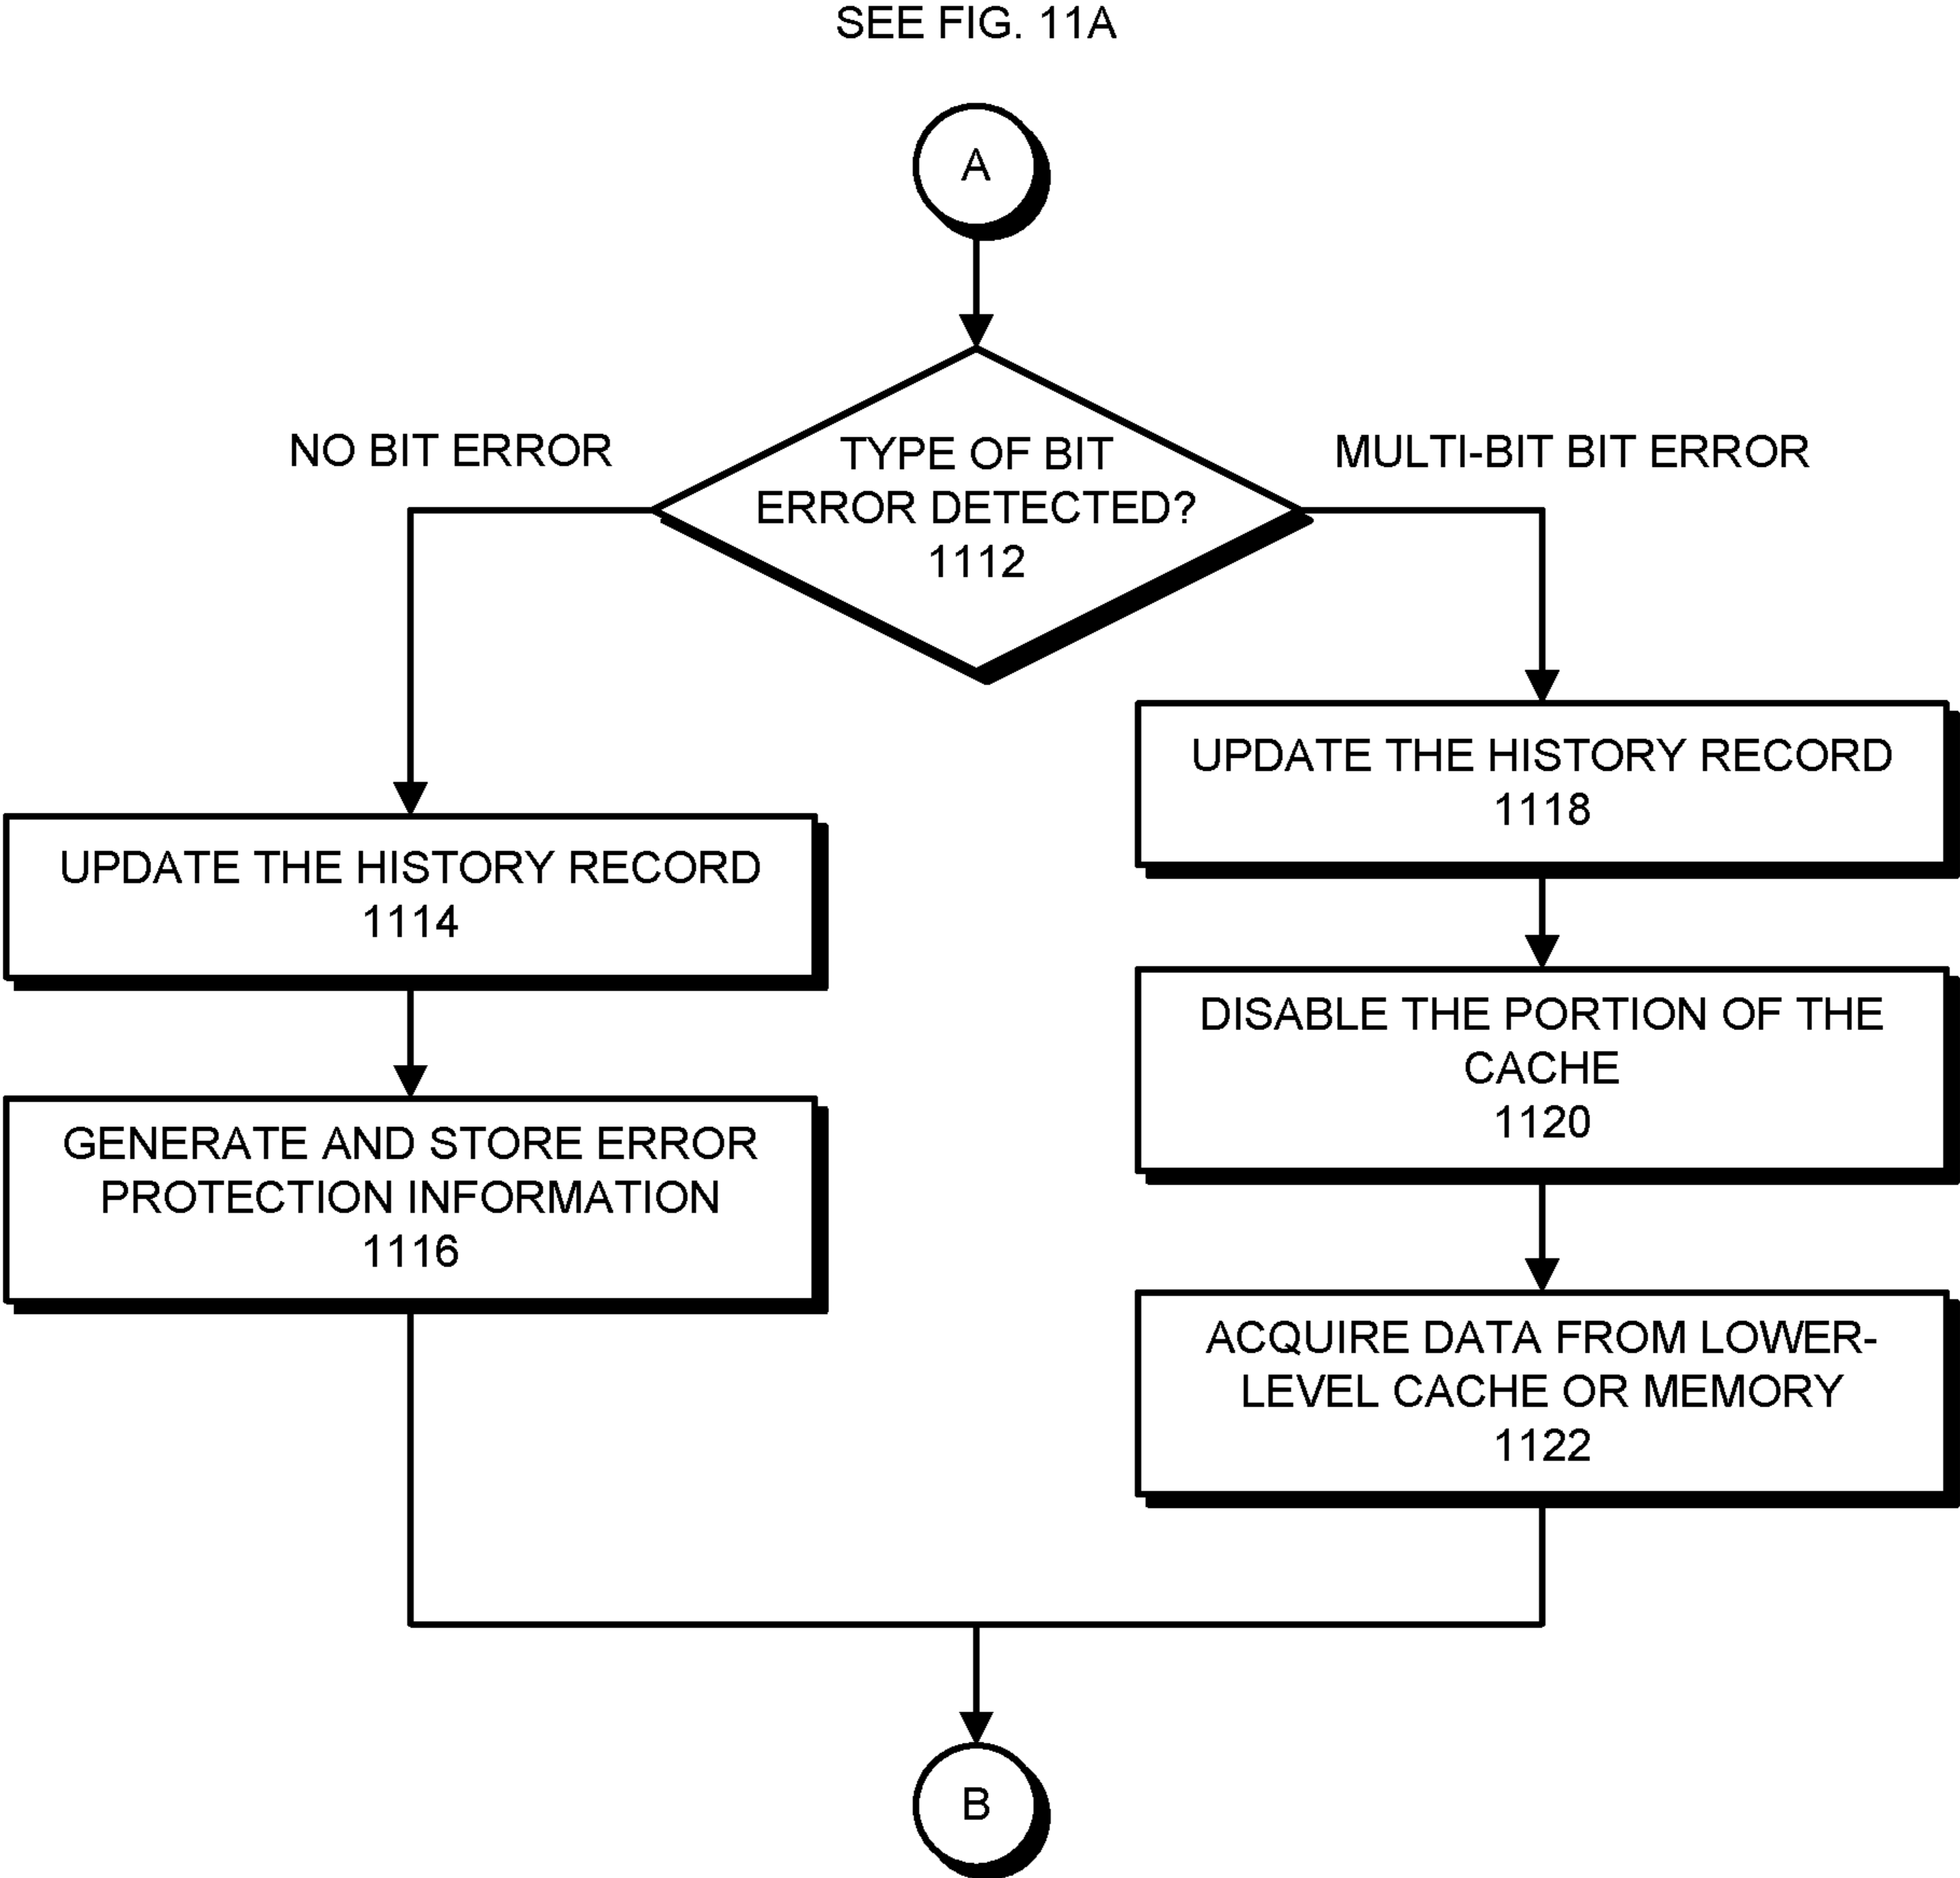 SEE FIG. 11A
A
TYPE OF BIT
ERROR DETECTED?
1112
NO BIT ERROR
MULTI-BIT BIT ERROR
UPDATE THE HISTORY RECORD
1114
GENERATE AND STORE ERROR
PROTECTION INFORMATION
1116
UPDATE THE HISTORY RECORD
1118
DISABLE THE PORTION OF THE
CACHE
1120
ACQUIRE DATA FROM LOWER-
LEVEL CACHE OR MEMORY
1122
B